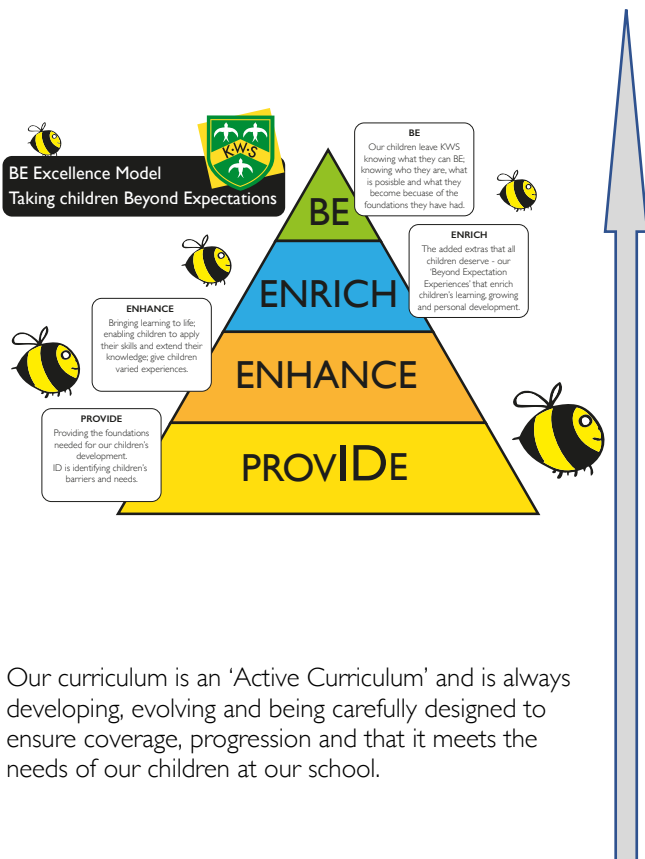 K·W·S
BE Excellence Model
Taking children Beyond Expectations
BE
Our children leave KWS
knowing what they can BE;
knowing who they are, what
is posisble and what they
become becuase of the
foundations they have had.
BE
ENRICH
The added extras that all
children deserve - our
'Beyond Expectation
Experiences' that enrich
children's learning, growing
and personal development.
ENRICH
ENHANCE
Bringing learning to life;
enabling children to apply
their skills and extend their
knowledge; give children
varied experiences.
ENHANCE
PROVIDE
Providing the foundations
needed for our children's
development.
ID is identifying children's
barriers and needs.
PROVIDE
Our curriculum is an ‘Active Curriculum’ and is always
developing, evolving and being carefully designed to
ensure coverage, progression and that it meets the
needs of our children at our school.